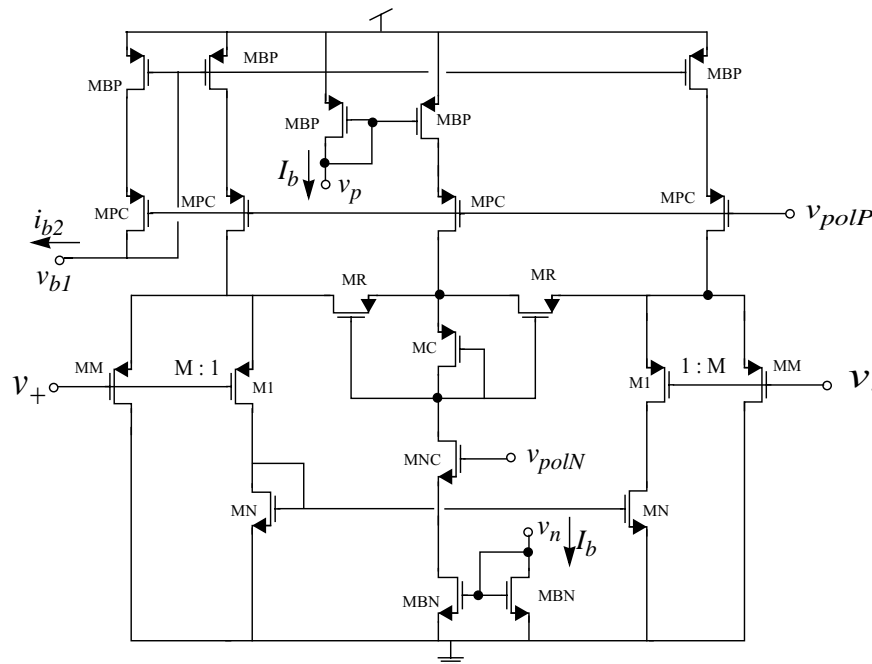 MBP
MBP
MBP
MBP
MBP
I_b
v_p
MPC
MPC
MPC
MPC
v_polP
i_b2
v_b1
MR
MR
MC
MM
M : 1
M1
1 : M
M1
MM
v_+
v
MNC
v_polN
MN
MN
v_n
I_b
MBN
MBN